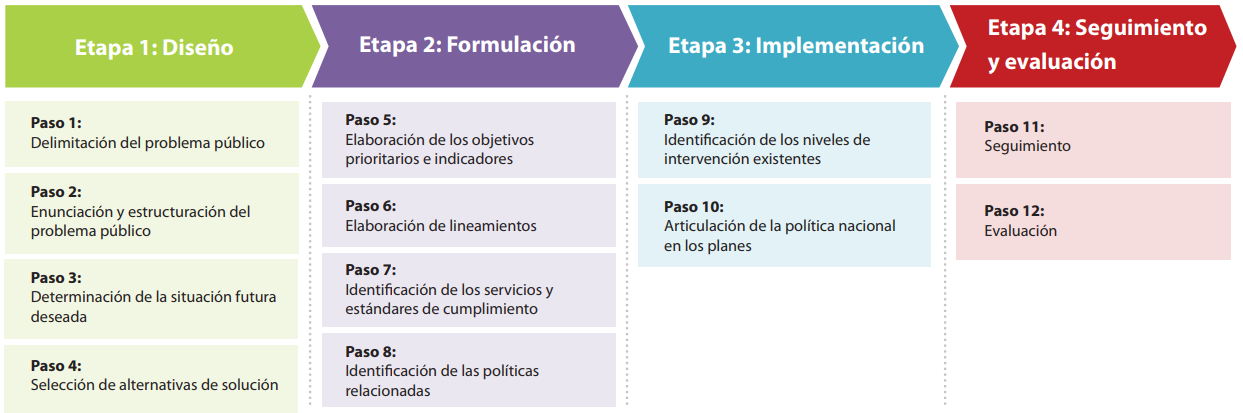 Etapa 1: Diseño
Paso 1:
Delimitación del problema público
Paso 2:
Enunciación y estructuración del
problema público
Paso 3:
Determinación de la situación futura
deseada
Paso 4:
Selección de alternativas de solución
Etapa 2: Formulación
Paso 5:
Elaboración de los objetivos
prioritarios e indicadores
Paso 6:
Elaboración de lineamientos
Paso 7:
Identificación de los servicios y
estándares de cumplimiento
Paso 8:
Identificación de las políticas
relacionadas
Etapa 3: Implementación
Paso 9:
Identificación de los niveles de
intervención existentes
Paso 10:
Articulación de la política nacional
en los planes
Etapa 4: Seguimiento
y evaluación
Paso 11:
Seguimiento
Paso 12:
Evaluación